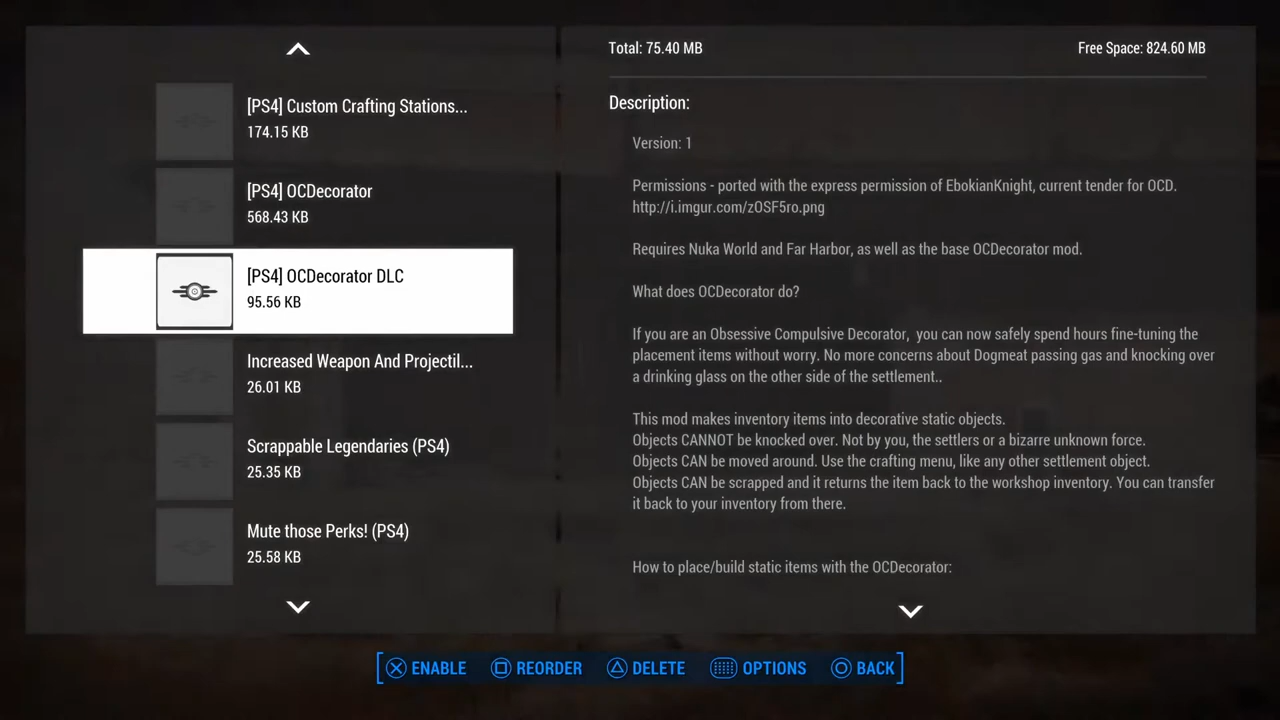 Total: 75.40 MB
Free Space: 824.60 MB
[PS4] Custom Crafting Stations...
174.15 KB
[PS4] OCDecorator
568.43 KB
[PS4] OCDecorator DLC
95.56 KB
Increased Weapon And Projectil...
26.01 KB
Scrappable Legendaries (PS4)
25.35 KB
Mute those Perks! (PS4)
25.58 KB
Description:
Version: 1
Permissions - ported with the express permission of EbokianKnight, current tender for OCD.
http://i.imgur.com/zOSF5ro.png
Requires Nuka World and Far Harbor, as well as the base OCDecorator mod.
What does OCDecorator do?
If you are an Obsessive Compulsive Decorator,  you can now safely spend hours fine-tuning the
placement items without worry. No more concerns about Dogmeat passing gas and knocking over
a drinking glass on the other side of the settlement..
This mod makes inventory items into decorative static objects.
Objects CANNOT be knocked over. Not by you, the settlers or a bizarre unknown force.
Objects CAN be moved around. Use the crafting menu, like any other settlement object.
Objects CAN be scrapped and it returns the item back to the workshop inventory. You can transfer
it back to your inventory from there.
How to place/build static items with the OCDecorator:
ENABLE REORDER DELETE OPTIONS BACK